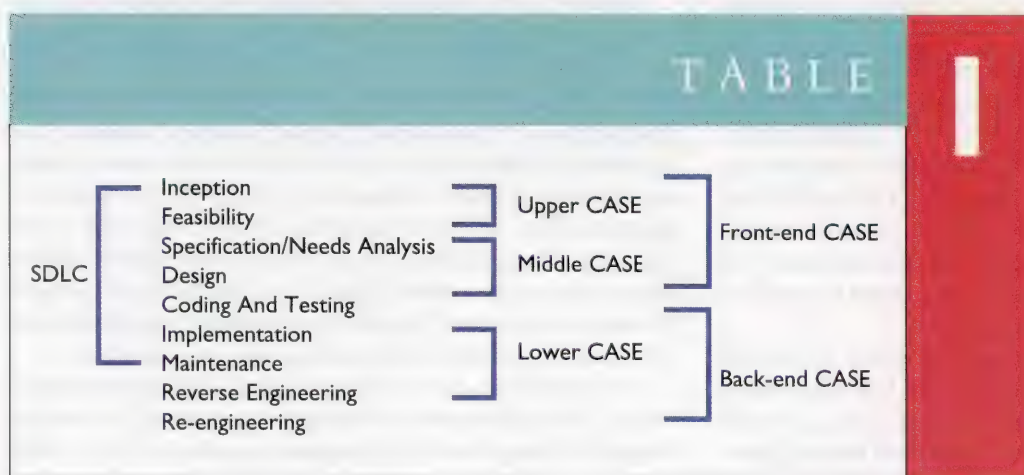 TABLE I
Inception
Feasibility
Upper CASE
Specification/Needs Analysis
Front-end CASE
SDLC
Design
Middle CASE
Coding And Testing
Implementation
Lower CASE
Maintenance
Back-end CASE
Reverse Engineering
Re-engineering